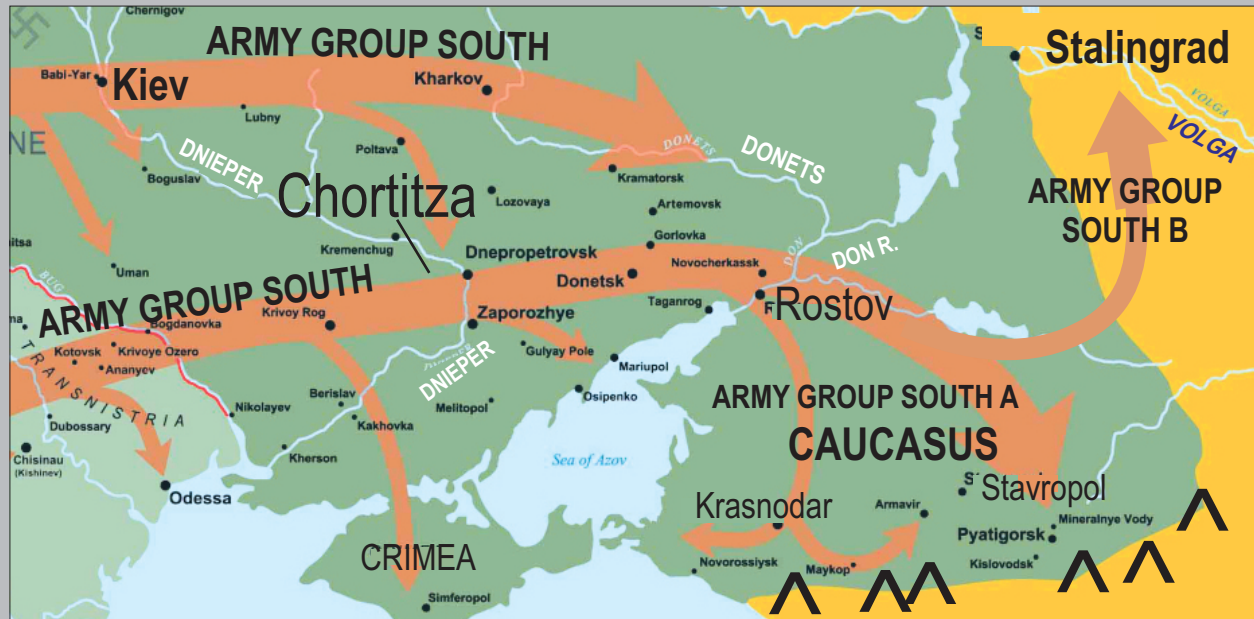 Chernigov
ARMY GROUP SOUTH
Stalingrad
Babi-Yar
Kiev
Kharkov
Lubny
VOLGA
VOLGA
NE
DNIEPER
Poltava
DONETS
DONETS
Boguslav
Kramatorsk
Chortitza
Lozovaya
Artemovsk
ARMY GROUP
SOUTH B
Kremenchug
Gorlovka
DON
DON R.
Dnepropetrovsk
Uman
BUG
Donetsk
Novocherkassk
ARMY GROUP SOUTH
Krivoy Rog
Zaporozhye
Taganrog
Rostov
Bogdanovka
Kotovsk
Krivoye Ozero
Ananyev
Gulyay Pole
DNIEPER
Mariupol
TRANSNISTRIA
Berislav
Osipenko
ARMY GROUP SOUTH A
Nikolayev
Melitopol
Dubossary
Kakhovka
CAUCASUS
Chisinau
(Kishinev)
Kherson
Sea of Azov
Odessa
Stavropol
Krasnodar
Armavir
Mineralnye Vody
Pyatigorsk
CRIMEA
Novorossiysk
Maykop
Kislovodsk
Simferopol